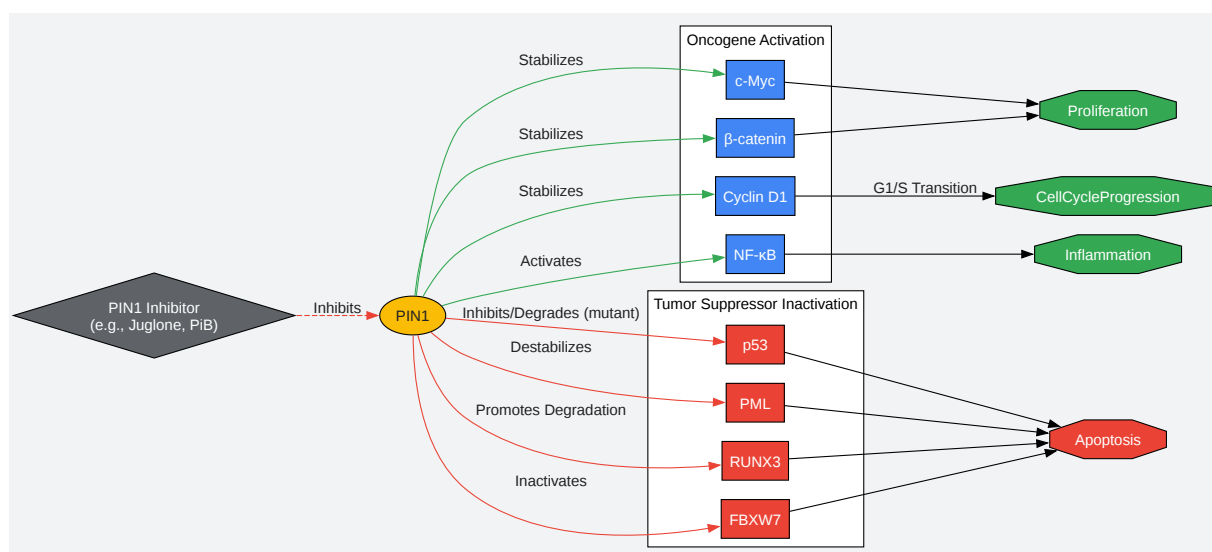 Oncogene Activation
Stabilizes
c-Myc
Proliferation
Stabilizes
β-catenin
Stabilizes
Cyclin D1
G1/S Transition
CellCycleProgression
Activates
NF-κB
Inflammation
PIN1 Inhibitor
(e.g., Juglone, PiB)
Inhibits
PIN1
Inhibits/Degrades (mutant)
Tumor Suppressor Inactivation
p53
Destabilizes
PML
Promotes Degradation
RUNX3
Apoptosis
Inactivates
FBXW7